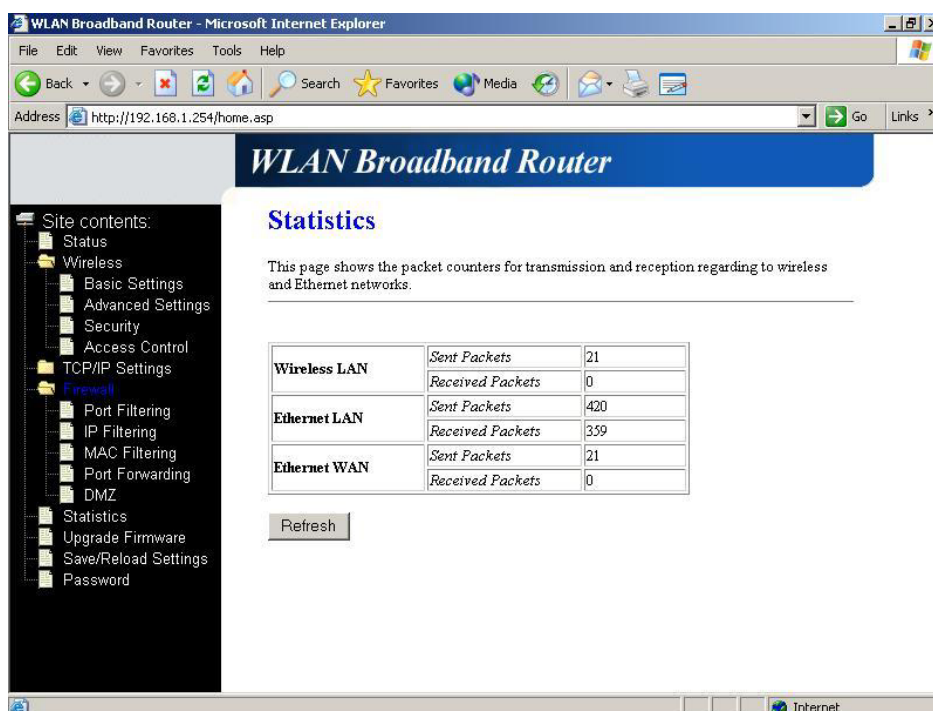 WLAN Broadband Router - Microsoft Internet Explorer
File Edit View Favorites Tools Help
Back Search Favorites Media
Address http://192.168.1.254/home.asp Go Links
WLAN Broadband Router
Site contents:
Status
Wireless
Basic Settings
Advanced Settings
Security
Access Control
TCP/IP Settings
Firewall
Port Filtering
IP Filtering
MAC Filtering
Port Forwarding
DMZ
Statistics
Upgrade Firmware
Save/Reload Settings
Password
Statistics
This page shows the packet counters for transmission and reception regarding to wireless
and Ethernet networks.
Wireless LAN Sent Packets 21
Received Packets 0
Ethernet LAN Sent Packets 420
Received Packets 359
Ethernet WAN Sent Packets 21
Received Packets 0
Refresh
Internet